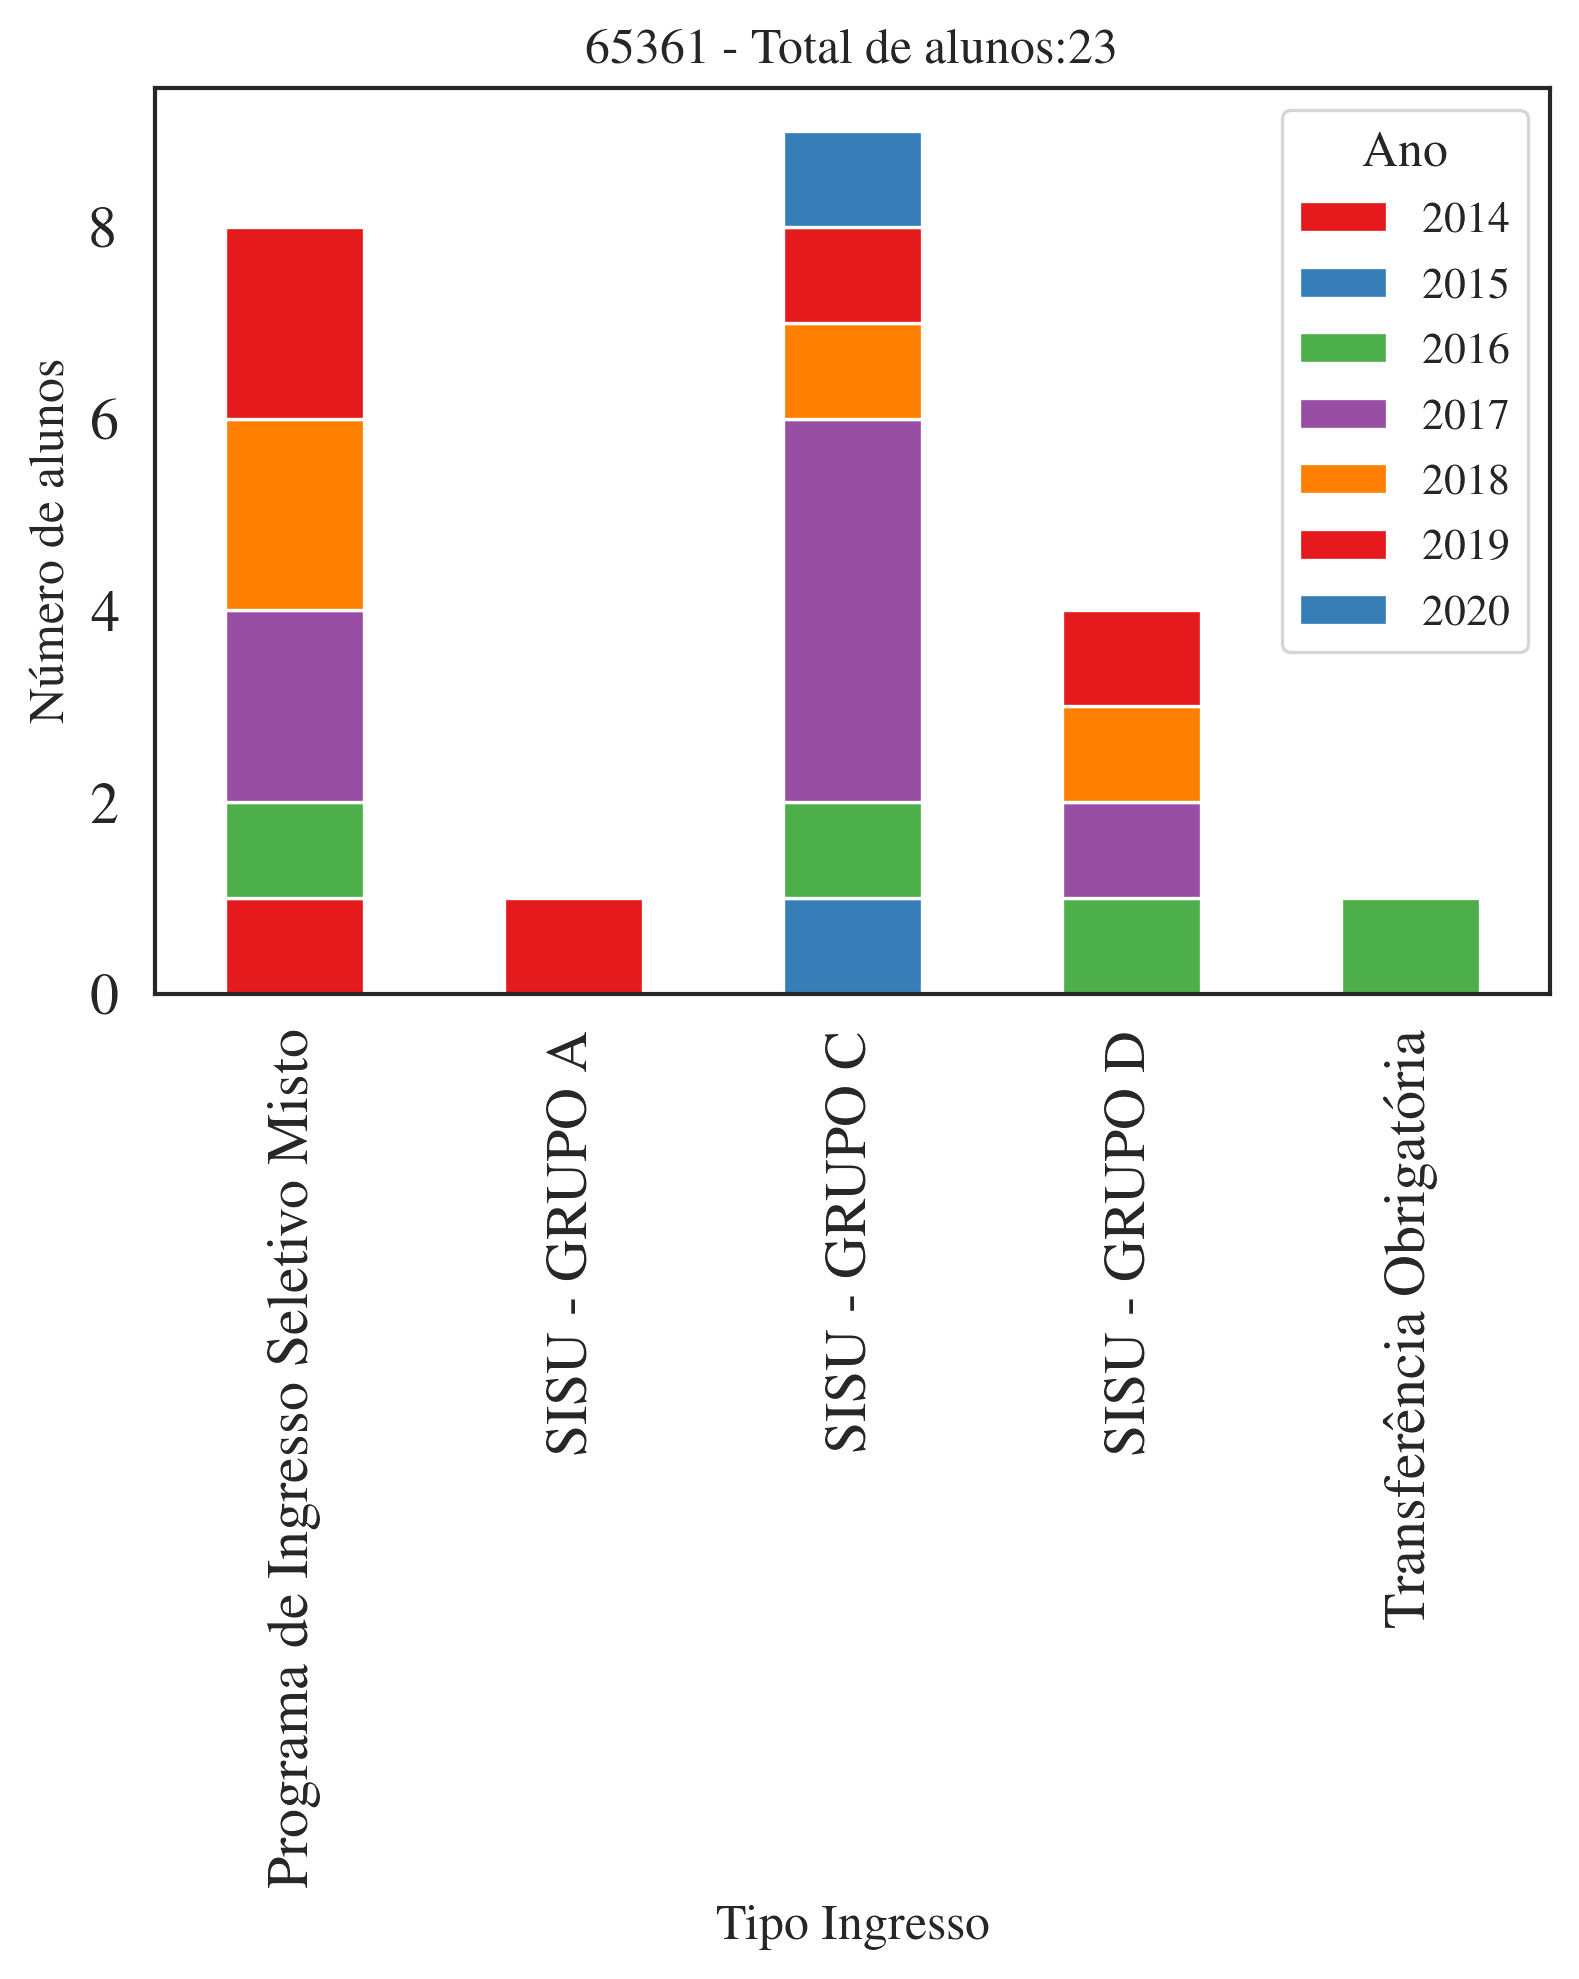 65361 - Total de alunos:23
Número de alunos
8
6
4
2
0
Ano
2014
2015
2016
2017
2018
2019
2020
Programa de Ingresso Seletivo Misto
SISU - GRUPO A
SISU - GRUPO C
SISU - GRUPO D
Transferência Obrigatória
Tipo Ingresso